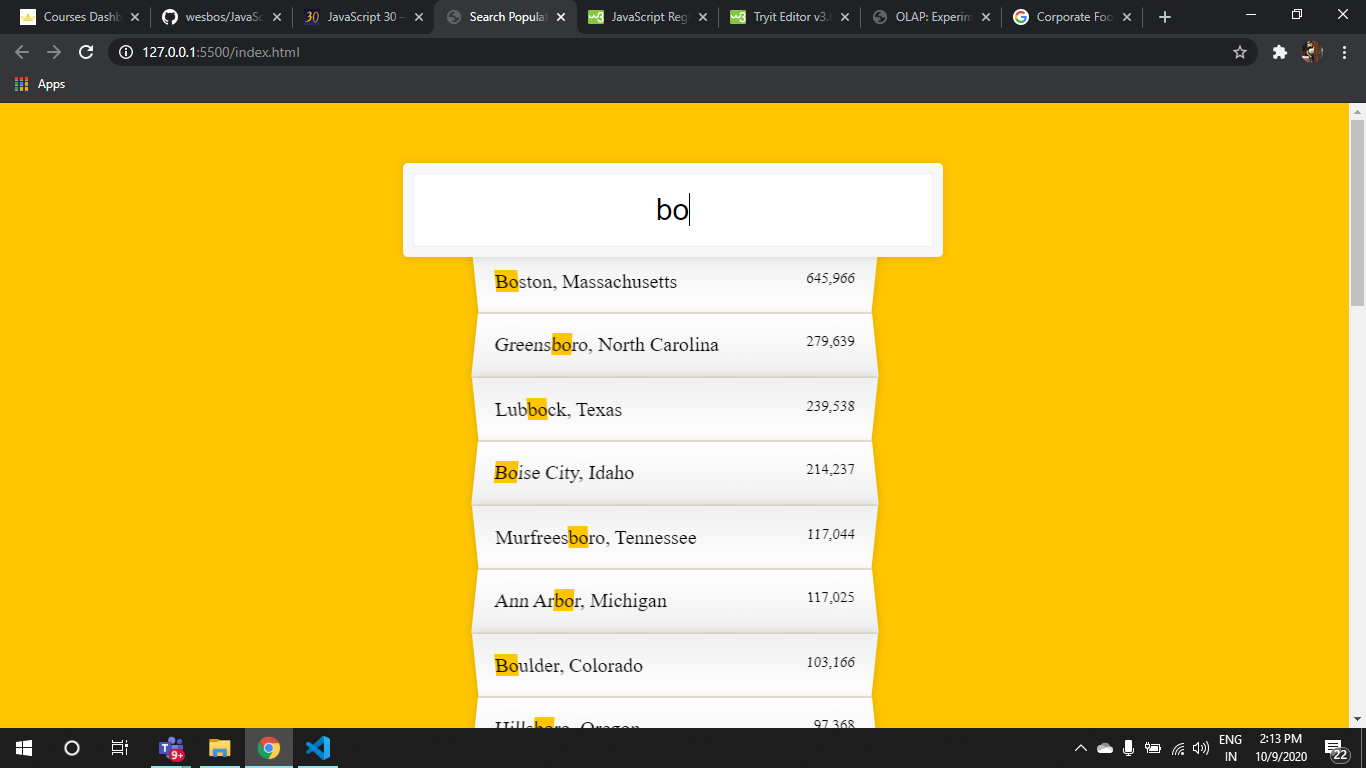 Courses Dashb
wesbos/JavaSc
30 JavaScript 30 –
Search Populat
JavaScript Reg
Tryit Editor v3.
OLAP: Experim
Corporate Foo
127.0.0.1:5500/index.html
Apps
bo
Boston, Massachusetts 645,966
Greensboro, North Carolina 279,639
Lubbock, Texas 239,538
Boise City, Idaho 214,237
Murfreesboro, Tennessee 117,044
Ann Arbor, Michigan 117,025
Boulder, Colorado 103,166
Hillsboro, Oregon 97,368
9+
ENG
IN
2:13 PM
10/9/2020
22